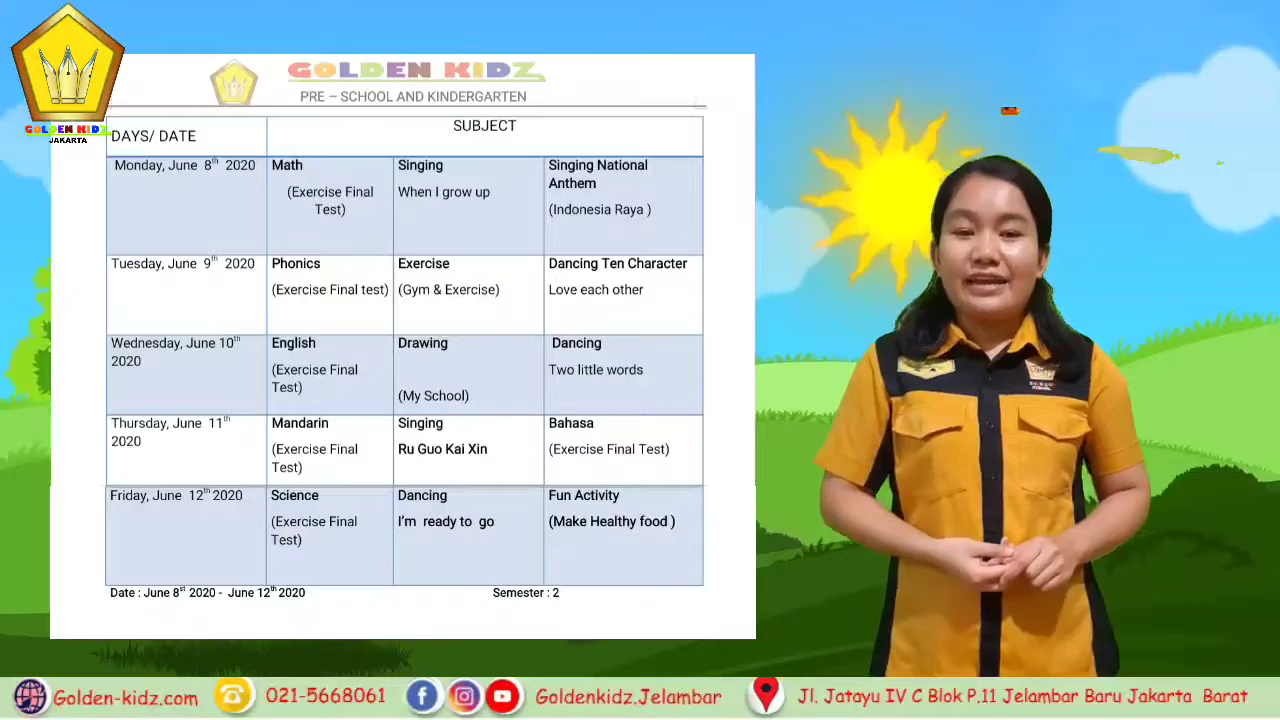 GOLDEN KIDZ
JAKARTA
GOLDEN KIDZ
PRE – SCHOOL AND KINDERGARTEN
DAYS/ DATE
SUBJECT
Monday, June 8th 2020
Math
(Exercise Final
Test)
Singing
When I grow up
Singing National
Anthem
(Indonesia Raya )
Tuesday, June 9th 2020
Phonics
(Exercise Final test)
Exercise
(Gym & Exercise)
Dancing Ten Character
Love each other
Wednesday, June 10th
2020
English
(Exercise Final
Test)
Drawing
(My School)
Dancing
Two little words
Thursday, June 11th
2020
Mandarin
(Exercise Final
Test)
Singing
Ru Guo Kai Xin
Bahasa
(Exercise Final Test)
Friday, June 12th 2020
Science
(Exercise Final
Test)
Dancing
I'm ready to go
Fun Activity
(Make Healthy food )
Date : June 8st 2020 - June 12th 2020
Semester : 2
Golden-kidz.com
021-5668061
Goldenkidz.Jelambar
Jl. Jatayu IV C Blok P.11 Jelambar Baru Jakarta Barat